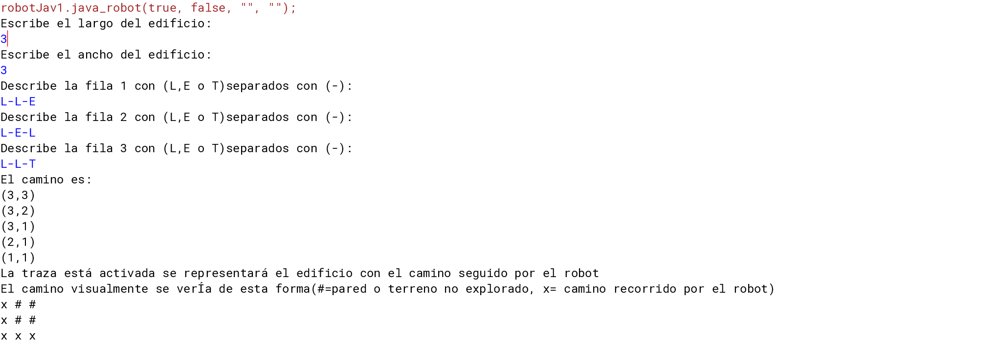 robotJav1.java_robot(true, false, "", "");
Escribe el largo del edificio:
3
Escribe el ancho del edificio:
3
Describe la fila 1 con (L,E o T)separados con (-):
L-L-E
Describe la fila 2 con (L,E o T)separados con (-):
L-E-L
Describe la fila 3 con (L,E o T)separados con (-):
L-L-T
El camino es:
(3,3)
(3,2)
(3,1)
(2,1)
(1,1)
La traza está activada se representará el edificio con el camino seguido por el robot
El camino visualmente se verÍa de esta forma(#=pared o terreno no explorado, x= camino recorrido por el robot)
x # #
x # #
x x x